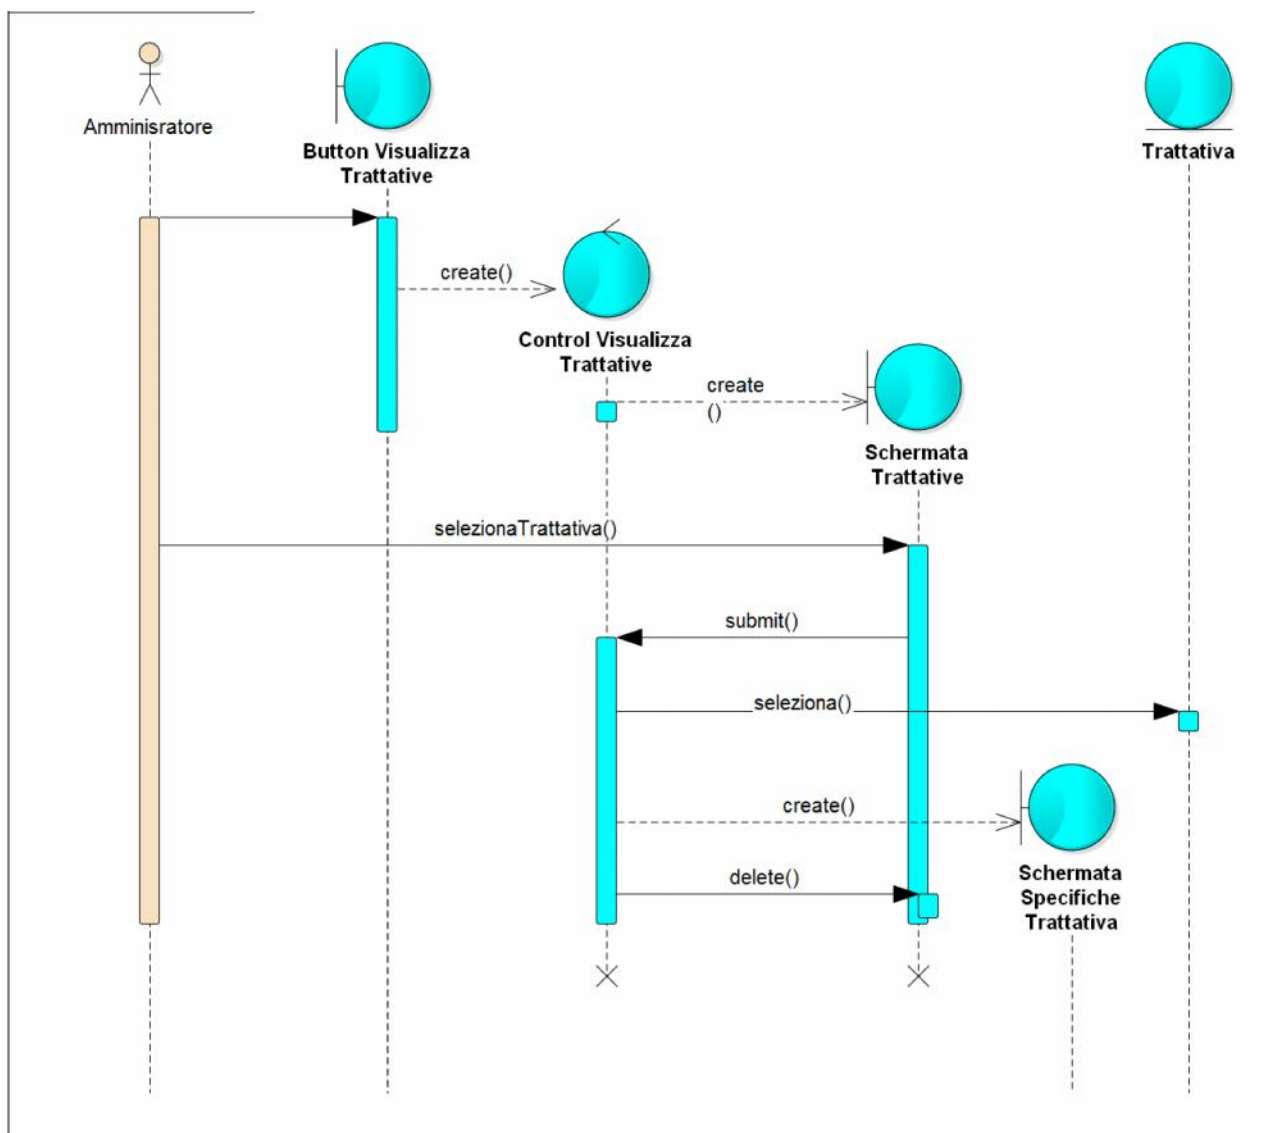 Amminisratore
Button Visualizza
Trattative
Trattativa
create()
Control Visualizza
Trattative
create
()
Schermata
Trattative
selezionaTrattativa()
submit()
seleziona()
create()
Schermata
Specifiche
Trattativa
delete()